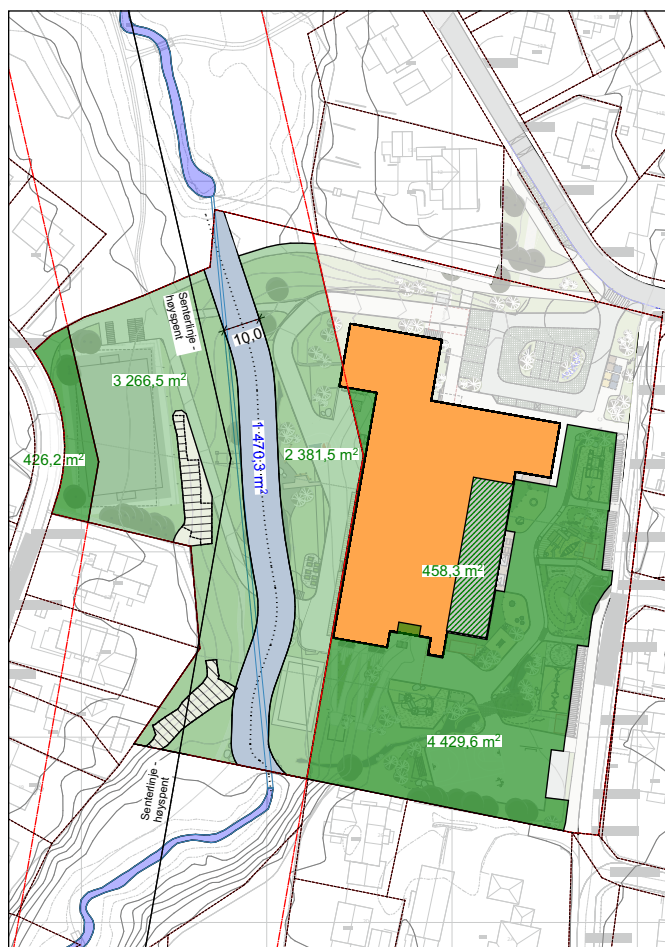 Senterlinje -
høyspent
10,0
3 266,5 m²
426,2 m²
1 470,3 m²
2 381,5 m²
458,3 m²
4 429,6 m²
Senterlinje -
høyspent